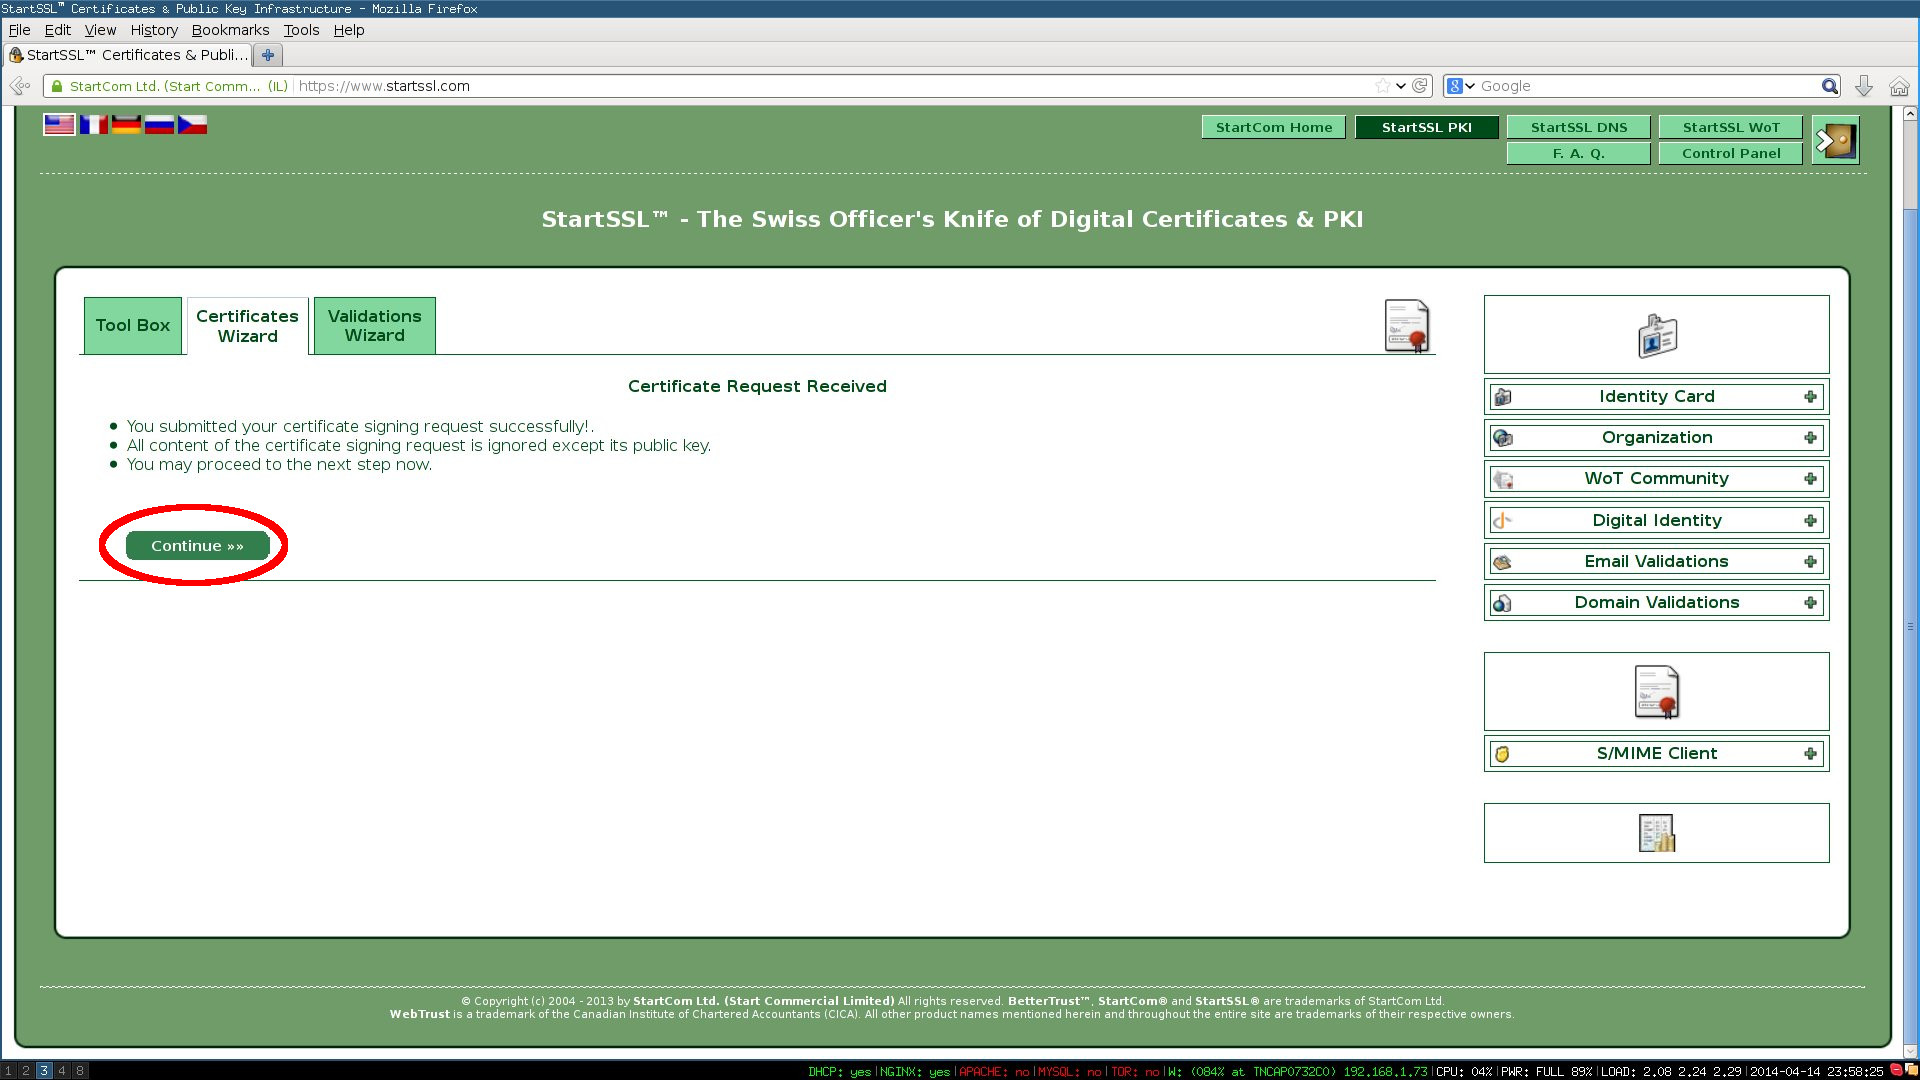 StartSSL™ Certificates & Public Key Infrastructure - Mozilla Firefox
File Edit View History Bookmarks Tools Help
StartSSL™ Certificates & Publi...
StartCom Ltd. (Start Comm... (IL) https://www.startssl.com
Google
StartCom Home StartSSL PKI StartSSL DNS StartSSL WoT
F. A. Q. Control Panel
StartSSL™ - The Swiss Officer's Knife of Digital Certificates & PKI
Tool Box
Certificates
Wizard
Validations
Wizard
Certificate Request Received
You submitted your certificate signing request successfully!.
All content of the certificate signing request is ignored except its public key.
You may proceed to the next step now.
Continue »»
Identity Card
Organization
WoT Community
Digital Identity
Email Validations
Domain Validations
S/MIME Client
© Copyright (c) 2004 - 2013 by StartCom Ltd. (Start Commercial Limited) All rights reserved. BetterTrust™, StartCom® and StartSSL® are trademarks of StartCom Ltd.
WebTrust is a trademark of the Canadian Institute of Chartered Accountants (CICA). All other product names mentioned herein and throughout the entire site are trademarks of their respective owners.
1 2 3 4 8 DHCP: yes|NGINX: yes|APACHE: no|MYSQL: no|TOR: no|W: (084% at TNCAP0732C0) 192.168.1.73|CPU: 04%|PWR: FULL 89%|LOAD: 2.08 2.24 2.29|2014-04-14 23:58:25